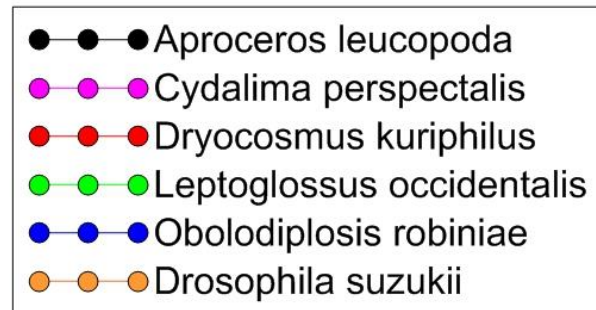 Aproceros leucopoda
Cydalima perspectalis
Dryocosmus kuriphilus
Leptoglossus occidentalis
Obolodiplosis robiniae
Drosophila suzukii